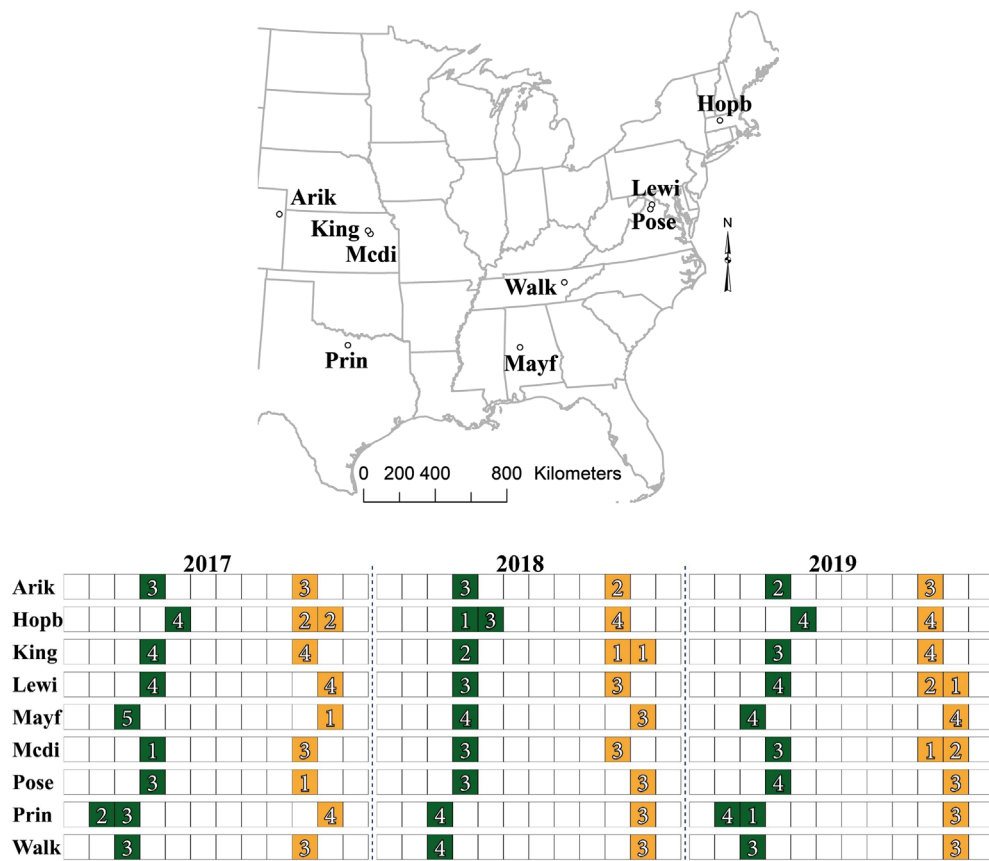 Hopb
Lewi
Pose
N
Arik
King
Mcdi
Walk
Prin
Mayf
0 200 400 800 Kilometers
2017 2018 2019
Arik 3 3 3 2 2 3
Hopb 4 2 2 1 3 4 4 4
King 4 4 2 1 1 3 4
Lewi 4 4 3 3 4 2 1
Mayf 5 1 4 3 4 4
Mcdi 1 3 3 3 3 1 2
Pose 3 1 3 3 4 3
Prin 2 3 4 4 3 4 1 3
Walk 3 3 4 3 3 3